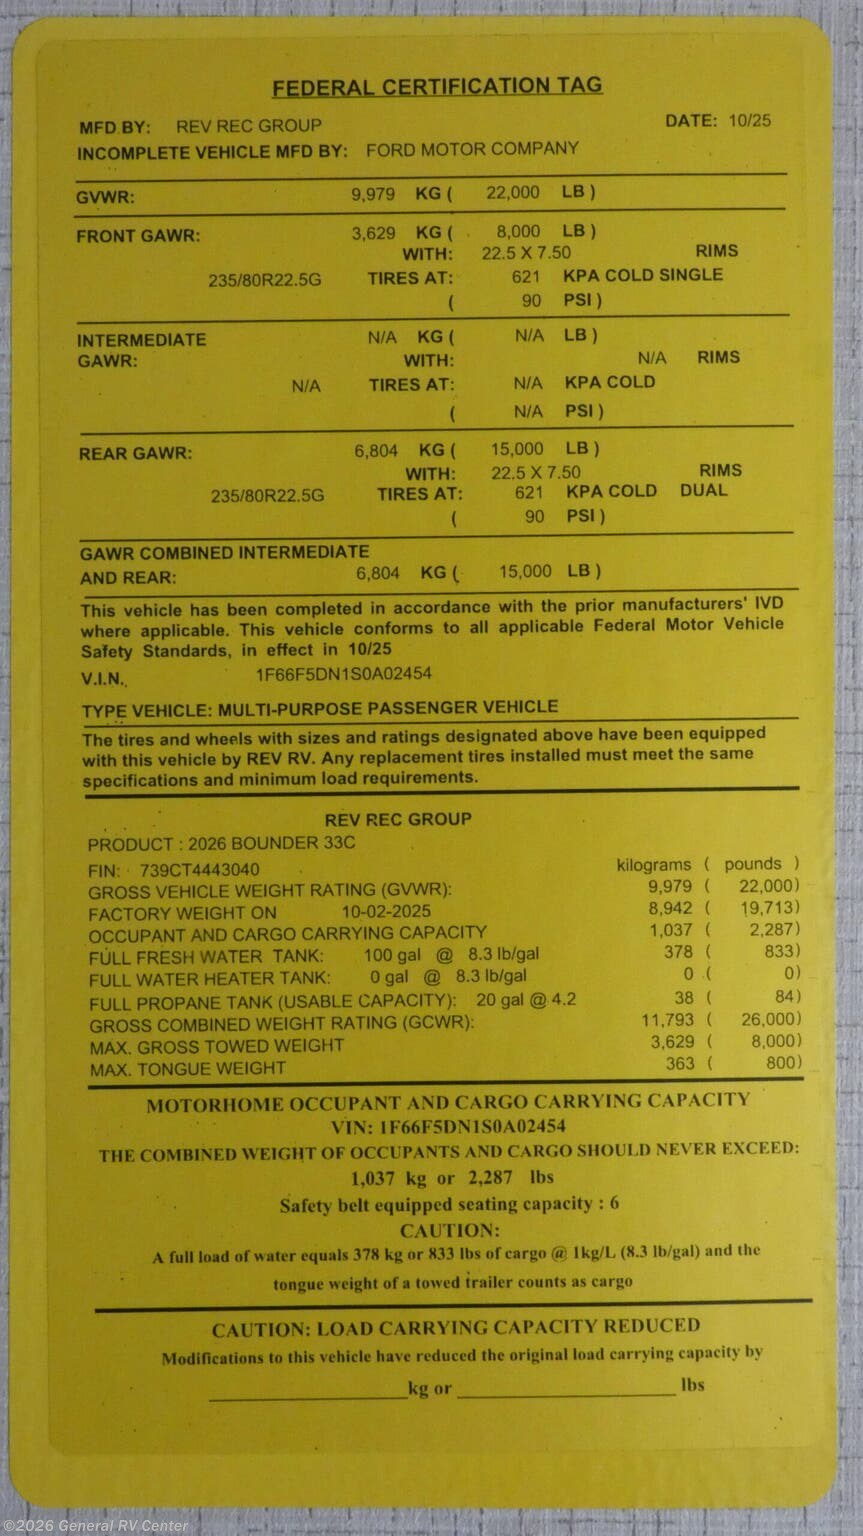 FEDERAL CERTIFICATION TAG
MFD BY: REV REC GROUP DATE: 10/25
INCOMPLETE VEHICLE MFD BY: FORD MOTOR COMPANY
GVWR: 9,979 KG ( 22,000 LB )
FRONT GAWR: 3,629 KG ( 8,000 LB )
WITH: 22.5 X 7.50 RIMS
235/80R22.5G TIRES AT: 621 KPA COLD SINGLE
( 90 PSI )
INTERMEDIATE N/A KG ( N/A LB )
GAWR: WITH: N/A RIMS
N/A TIRES AT: N/A KPA COLD
( N/A PSI )
REAR GAWR: 6,804 KG ( 15,000 LB )
WITH: 22.5 X 7.50 RIMS
235/80R22.5G TIRES AT: 621 KPA COLD DUAL
( 90 PSI )
GAWR COMBINED INTERMEDIATE
AND REAR: 6,804 KG ( 15,000 LB )
This vehicle has been completed in accordance with the prior manufacturers' IVD
where applicable. This vehicle conforms to all applicable Federal Motor Vehicle
Safety Standards, in effect in 10/25
V.I.N. 1F66F5DN1S0A02454
TYPE VEHICLE: MULTI-PURPOSE PASSENGER VEHICLE
The tires and wheels with sizes and ratings designated above have been equipped
with this vehicle by REV RV. Any replacement tires installed must meet the same
specifications and minimum load requirements.
REV REC GROUP
PRODUCT : 2026 BOUNDER 33C
FIN: 739CT4443040 kilograms ( pounds )
GROSS VEHICLE WEIGHT RATING (GVWR): 9,979 ( 22,000)
FACTORY WEIGHT ON 10-02-2025 8,942 ( 19,713)
OCCUPANT AND CARGO CARRYING CAPACITY 1,037 ( 2,287)
FULL FRESH WATER TANK: 100 gal @ 8.3 lb/gal 378 ( 833)
FULL WATER HEATER TANK: 0 gal @ 8.3 lb/gal 0 ( 0)
FULL PROPANE TANK (USABLE CAPACITY): 20 gal @ 4.2 38 ( 84)
GROSS COMBINED WEIGHT RATING (GCWR): 11,793 ( 26,000)
MAX. GROSS TOWED WEIGHT 3,629 ( 8,000)
MAX. TONGUE WEIGHT 363 ( 800)
MOTORHOME OCCUPANT AND CARGO CARRYING CAPACITY
VIN: 1F66F5DN1S0A02454
THE COMBINED WEIGHT OF OCCUPANTS AND CARGO SHOULD NEVER EXCEED:
1,037 kg or 2,287 lbs
Safety belt equipped seating capacity : 6
CAUTION:
A full load of water equals 378 kg or 833 lbs of cargo @ 1kg/L (8.3 lb/gal) and the
tongue weight of a towed trailer counts as cargo
CAUTION: LOAD CARRYING CAPACITY REDUCED
Modifications to this vehicle have reduced the original load carrying capacity by
____________________kg or ______________________ lbs
©2026 General RV Center